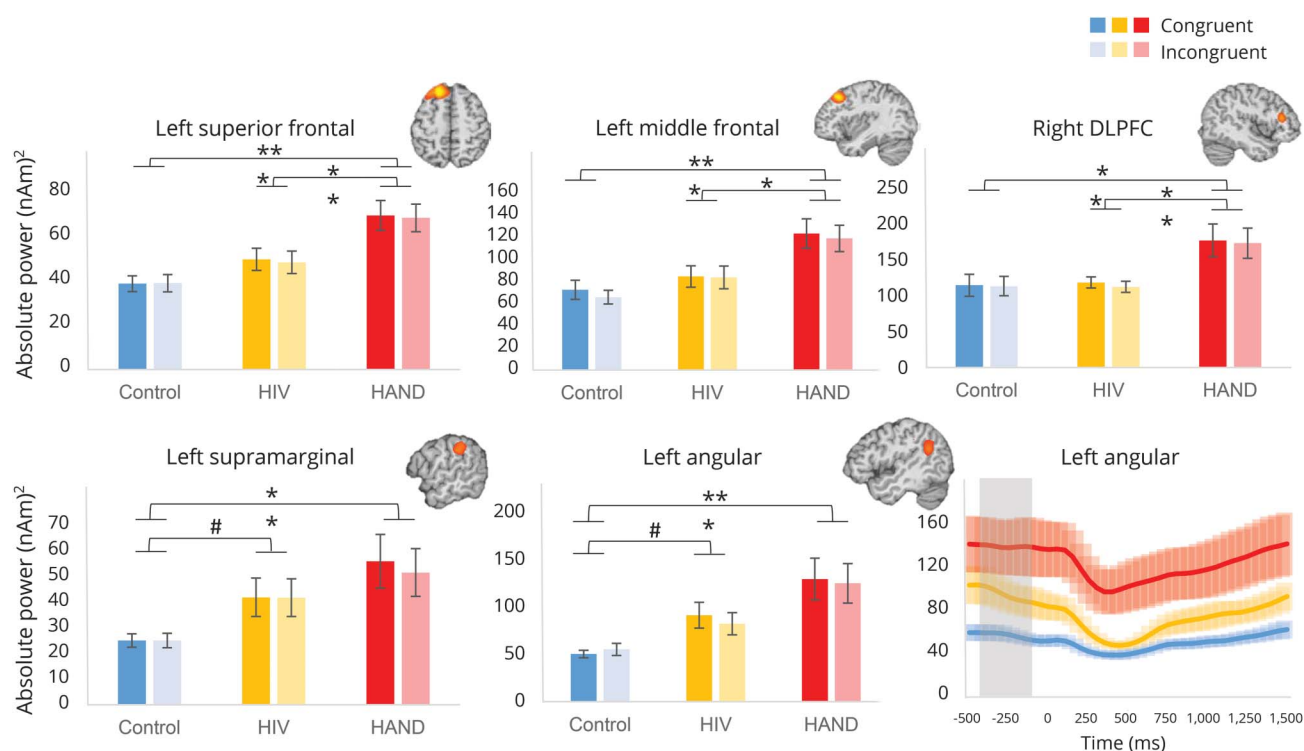 Congruent
Incongruent
Left superior frontal
Left middle frontal
Right DLPFC
Absolute power (nAm)²
80
60
40
20
0
**
*
*
*
Control
HIV
HAND
160
140
120
100
80
60
40
20
0
**
*
*
Control
HIV
HAND
250
200
150
100
50
0
*
*
*
*
Control
HIV
HAND
Left supramarginal
Left angular
Left angular
Absolute power (nAm)²
70
60
50
40
30
20
10
0
*
#
*
Control
HIV
HAND
200
150
100
50
0
**
#
*
Control
HIV
HAND
160
120
80
40
0
-500 -250 0 250 500 750 1,000 1,250 1,500
Time (ms)